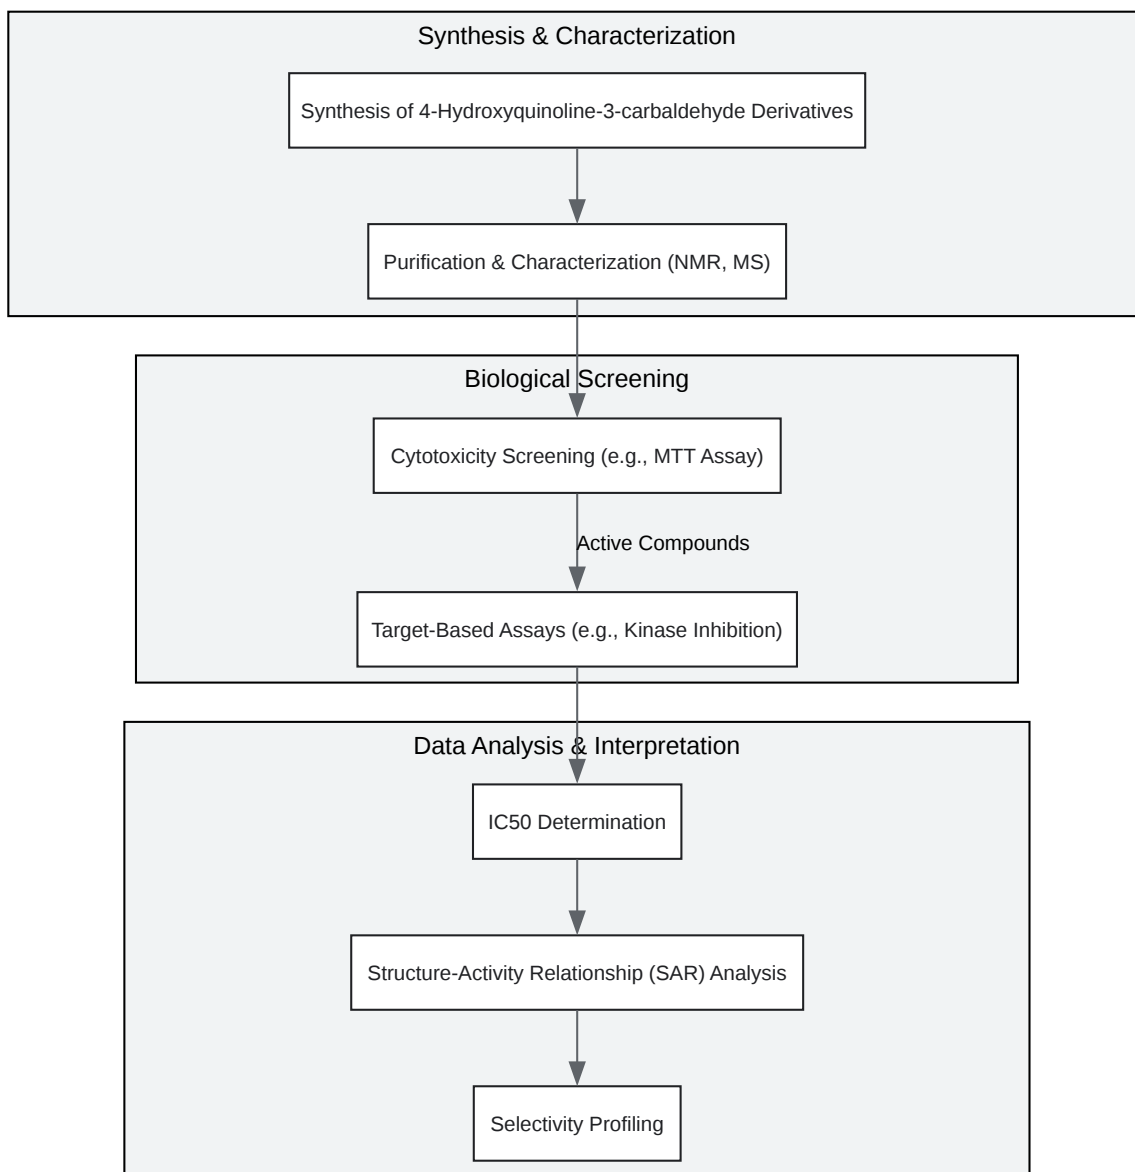 Synthesis & Characterization
Synthesis of 4-Hydroxyquinoline-3-carbaldehyde Derivatives
Purification & Characterization (NMR, MS)
Biological Screening
Cytotoxicity Screening (e.g., MTT Assay)
Active Compounds
Target-Based Assays (e.g., Kinase Inhibition)
Data Analysis & Interpretation
IC50 Determination
Structure-Activity Relationship (SAR) Analysis
Selectivity Profiling